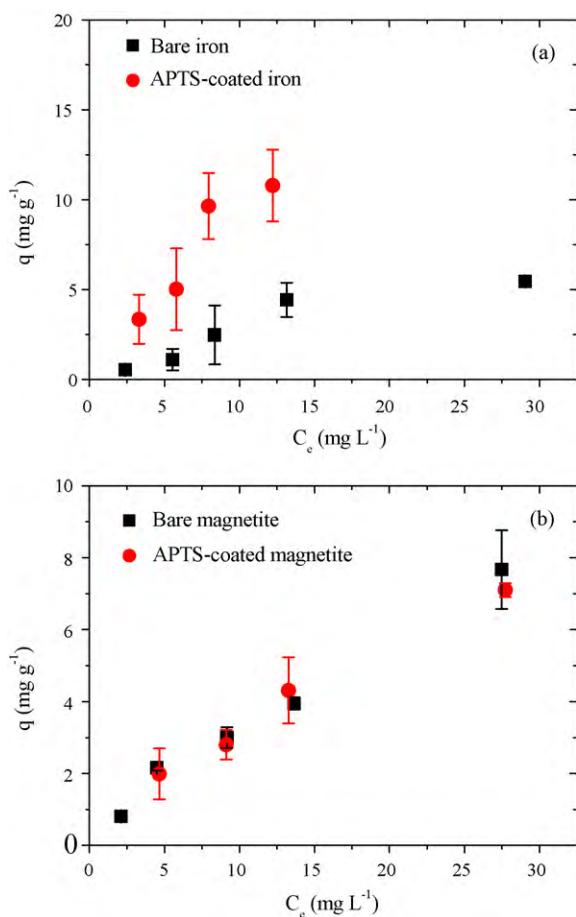 20
Bare iron
(a)
APTS-coated iron
15
q (mg g⁻¹)
10
5
0
0 5 10 15 20 25 30
Cₑ (mg L⁻¹)
10
Bare magnetite
(b)
APTS-coated magnetite
8
q (mg g⁻¹)
6
4
2
0
0 5 10 15 20 25 30
Cₑ (mg L⁻¹)